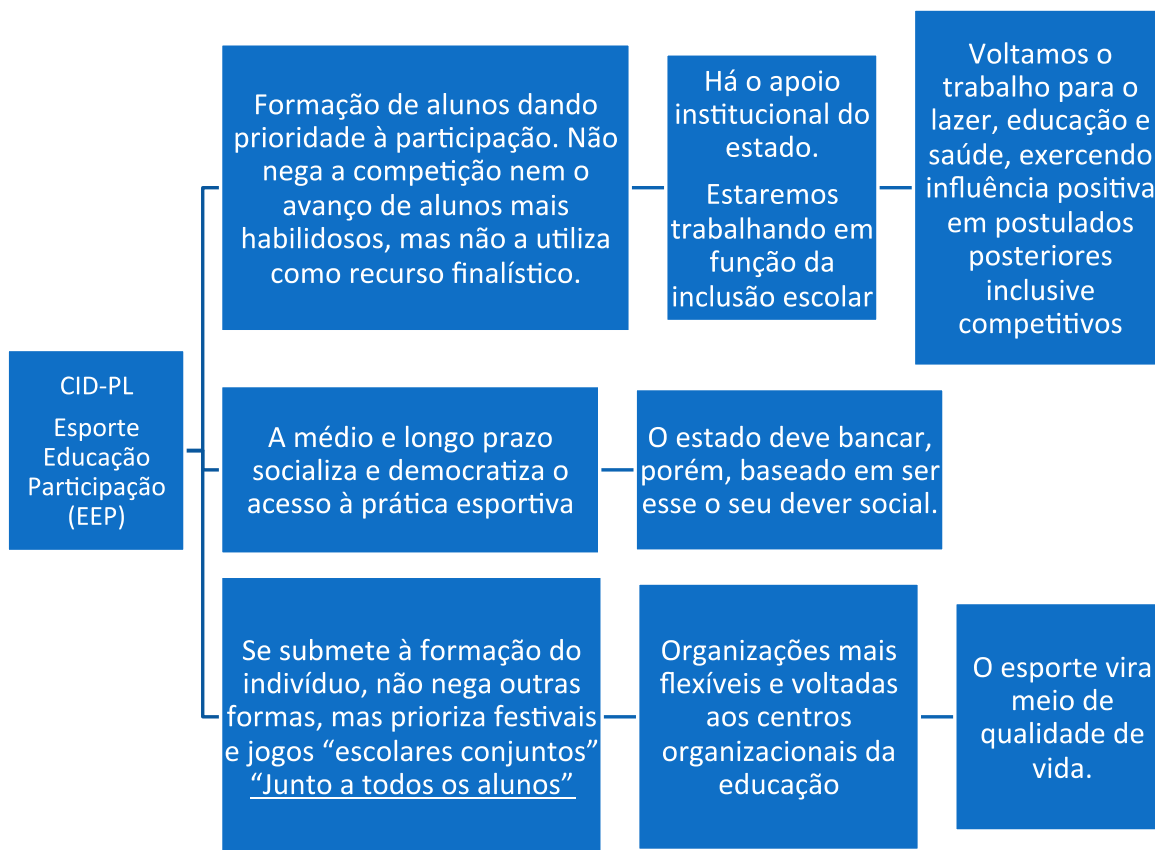 CID-PL
Esporte
Educação
Participação
(EEP)
Formação de alunos dando
prioridade à participação. Não
nega a competição nem o
avanço de alunos mais
habilidosos, mas não a utiliza
como recurso finalístico.
Há o apoio
institucional do
estado.
Estaremos
trabalhando em
função da
inclusão escolar
Voltamos o
trabalho para o
lazer, educação e
saúde, exercendo
influência positiva
em postulados
posteriores
inclusive
competitivos
A médio e longo prazo
socializa e democratiza o
acesso à prática esportiva
O estado deve bancar,
porém, baseado em ser
esse o seu dever social.
Se submete à formação do
indivíduo, não nega outras
formas, mas prioriza festivais
e jogos “escolares conjuntos”
“Junto a todos os alunos”
Organizações mais
flexíveis e voltadas
aos centros
organizacionais da
educação
O esporte vira
meio de
qualidade de
vida.